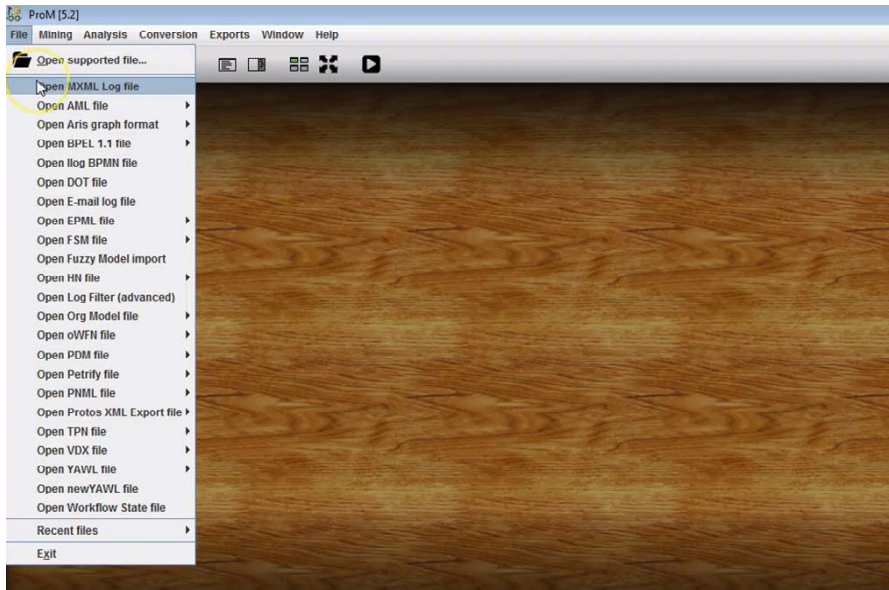 ProM [5.2]
File Mining Analysis Conversion Exports Window Help
Open supported file...
Open MXML Log file
Open AML file
Open Aris graph format
Open BPEL 1.1 file
Open Ilog BPMN file
Open DOT file
Open E-mail log file
Open EPML file
Open FSM file
Open Fuzzy Model import
Open HN file
Open Log Filter (advanced)
Open Org Model file
Open oWFN file
Open PDM file
Open Petrify file
Open PNML file
Open Protos XML Export file
Open TPN file
Open VDX file
Open YAWL file
Open newYAWL file
Open Workflow State file
Recent files
Exit